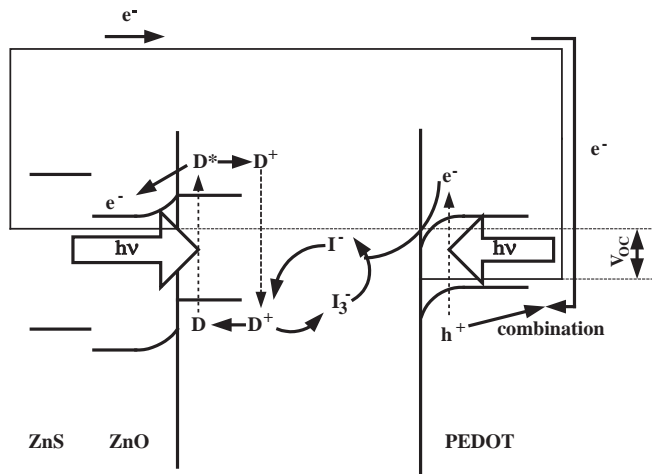 e-
D* D+
e-
e-
e-
hν
I-
hν
Voc
D D+
I3-
h+
combination
ZnS ZnO PEDOT